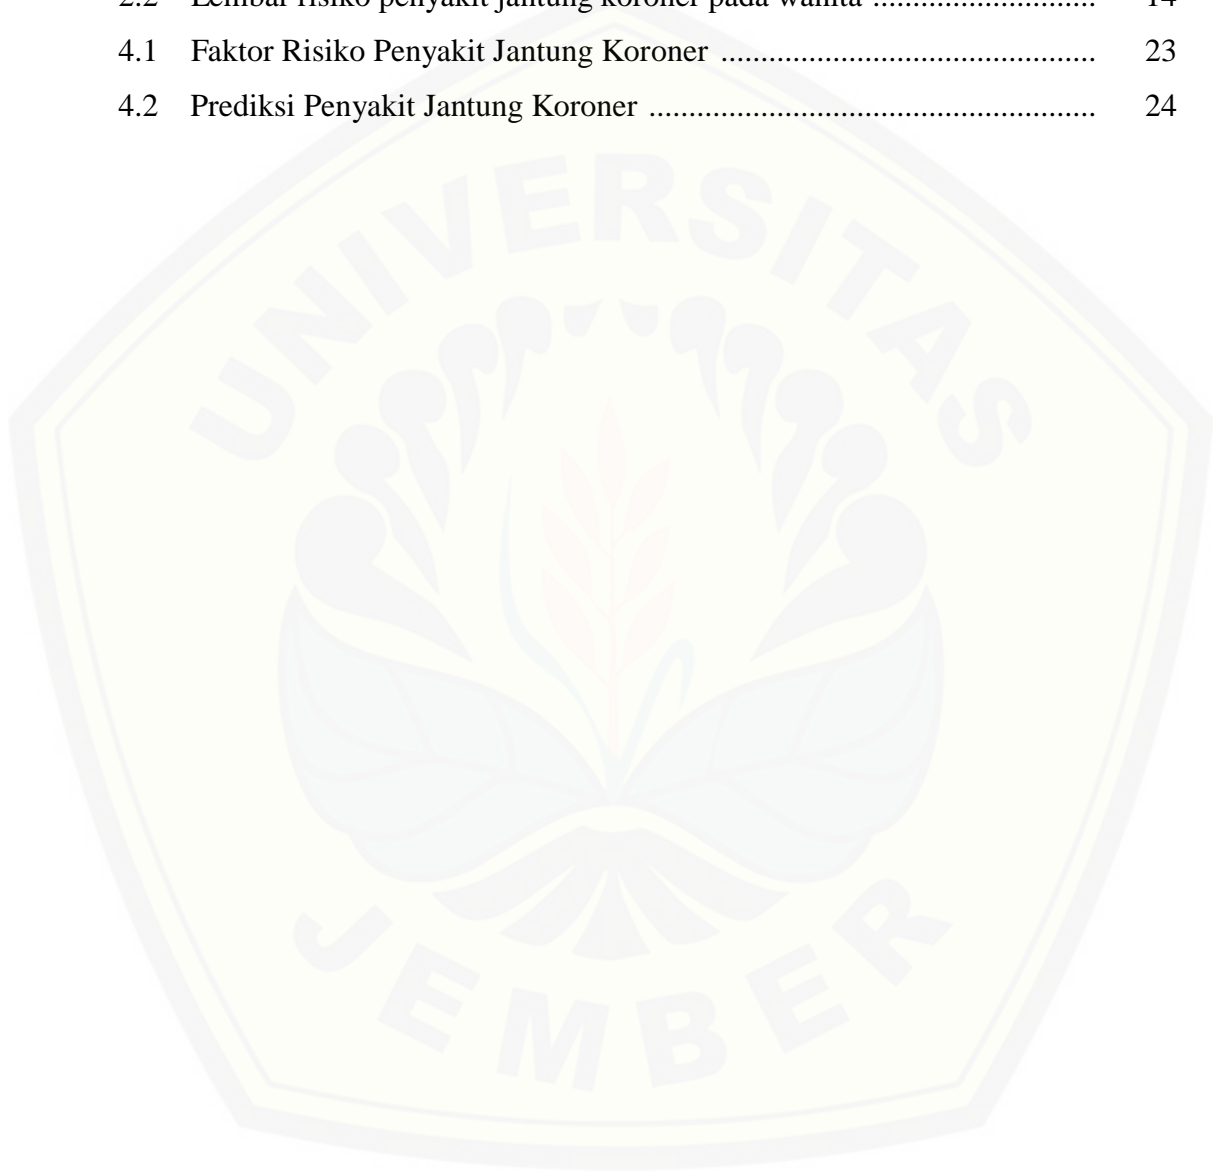 2.2 Lembar risiko penyakit jantung koroner pada wanita ............................ 14
4.1 Faktor Risiko Penyakit Jantung Koroner ............................................... 23
4.2 Prediksi Penyakit Jantung Koroner ........................................................ 24
UNIVERSITAS
JEMBER